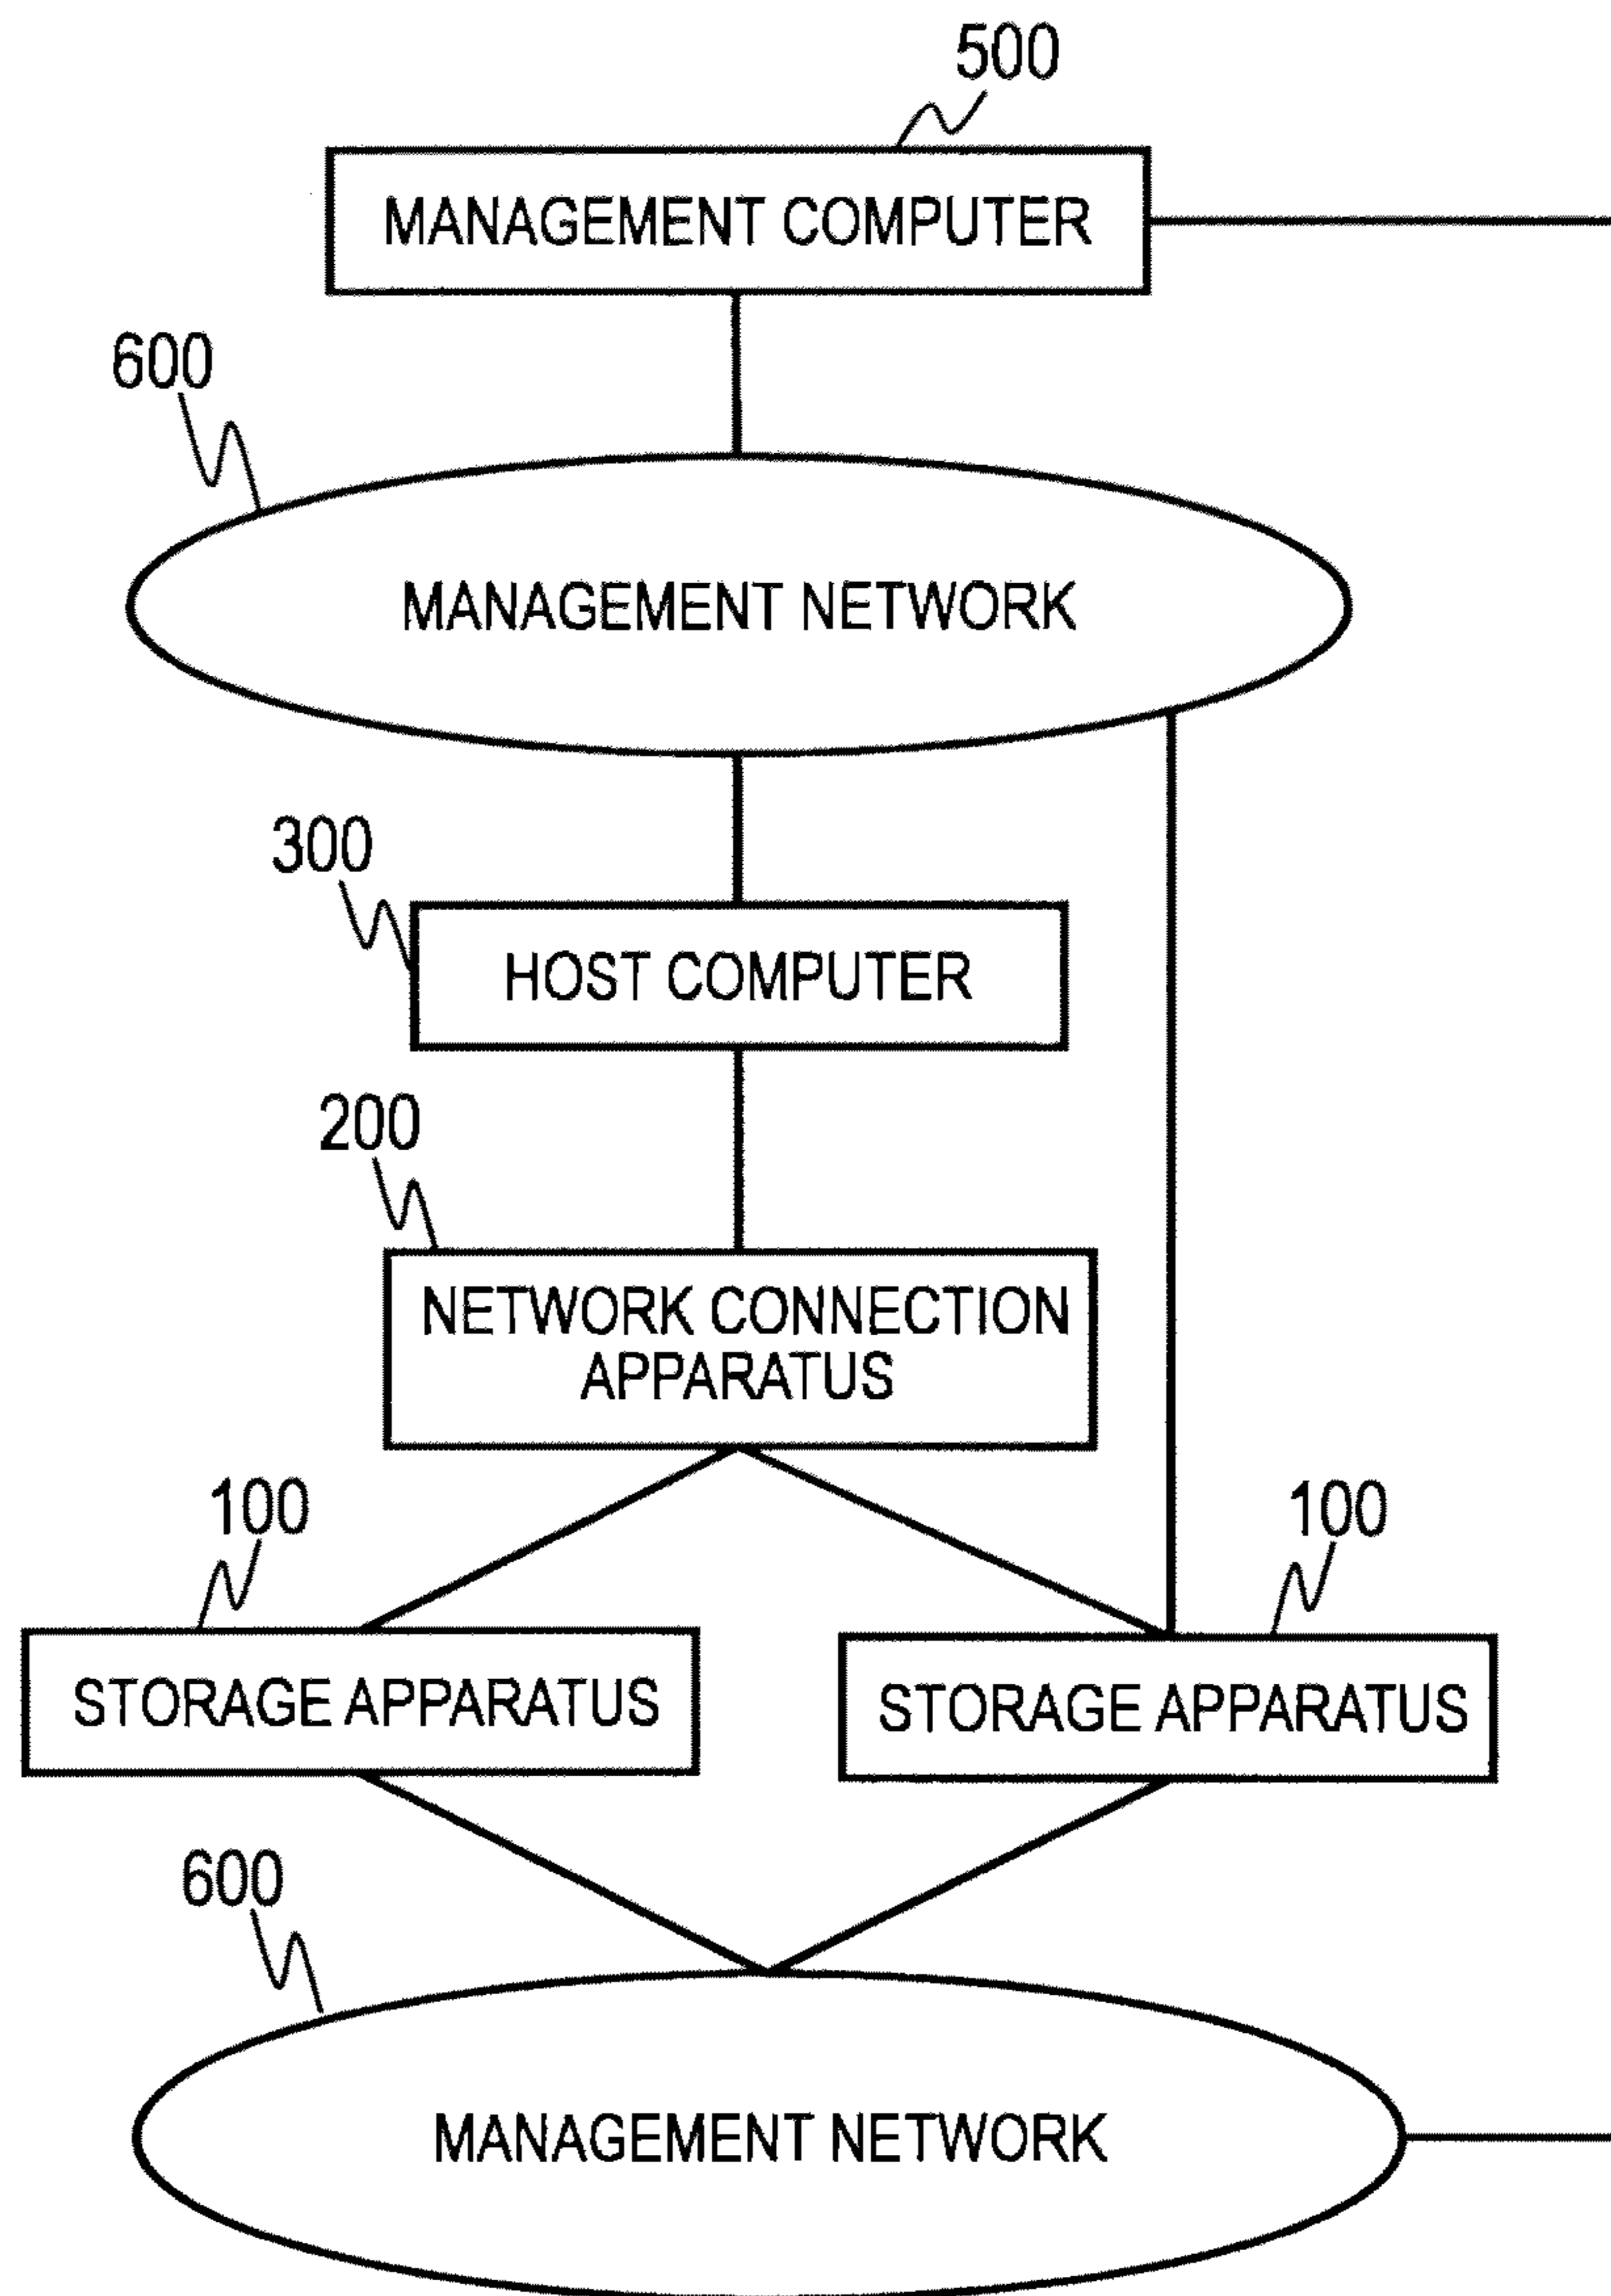 500
MANAGEMENT COMPUTER
600
MANAGEMENT NETWORK
300
HOST COMPUTER
200
NETWORK CONNECTION
APPARATUS
100
100
STORAGE APPARATUS
STORAGE APPARATUS
600
MANAGEMENT NETWORK